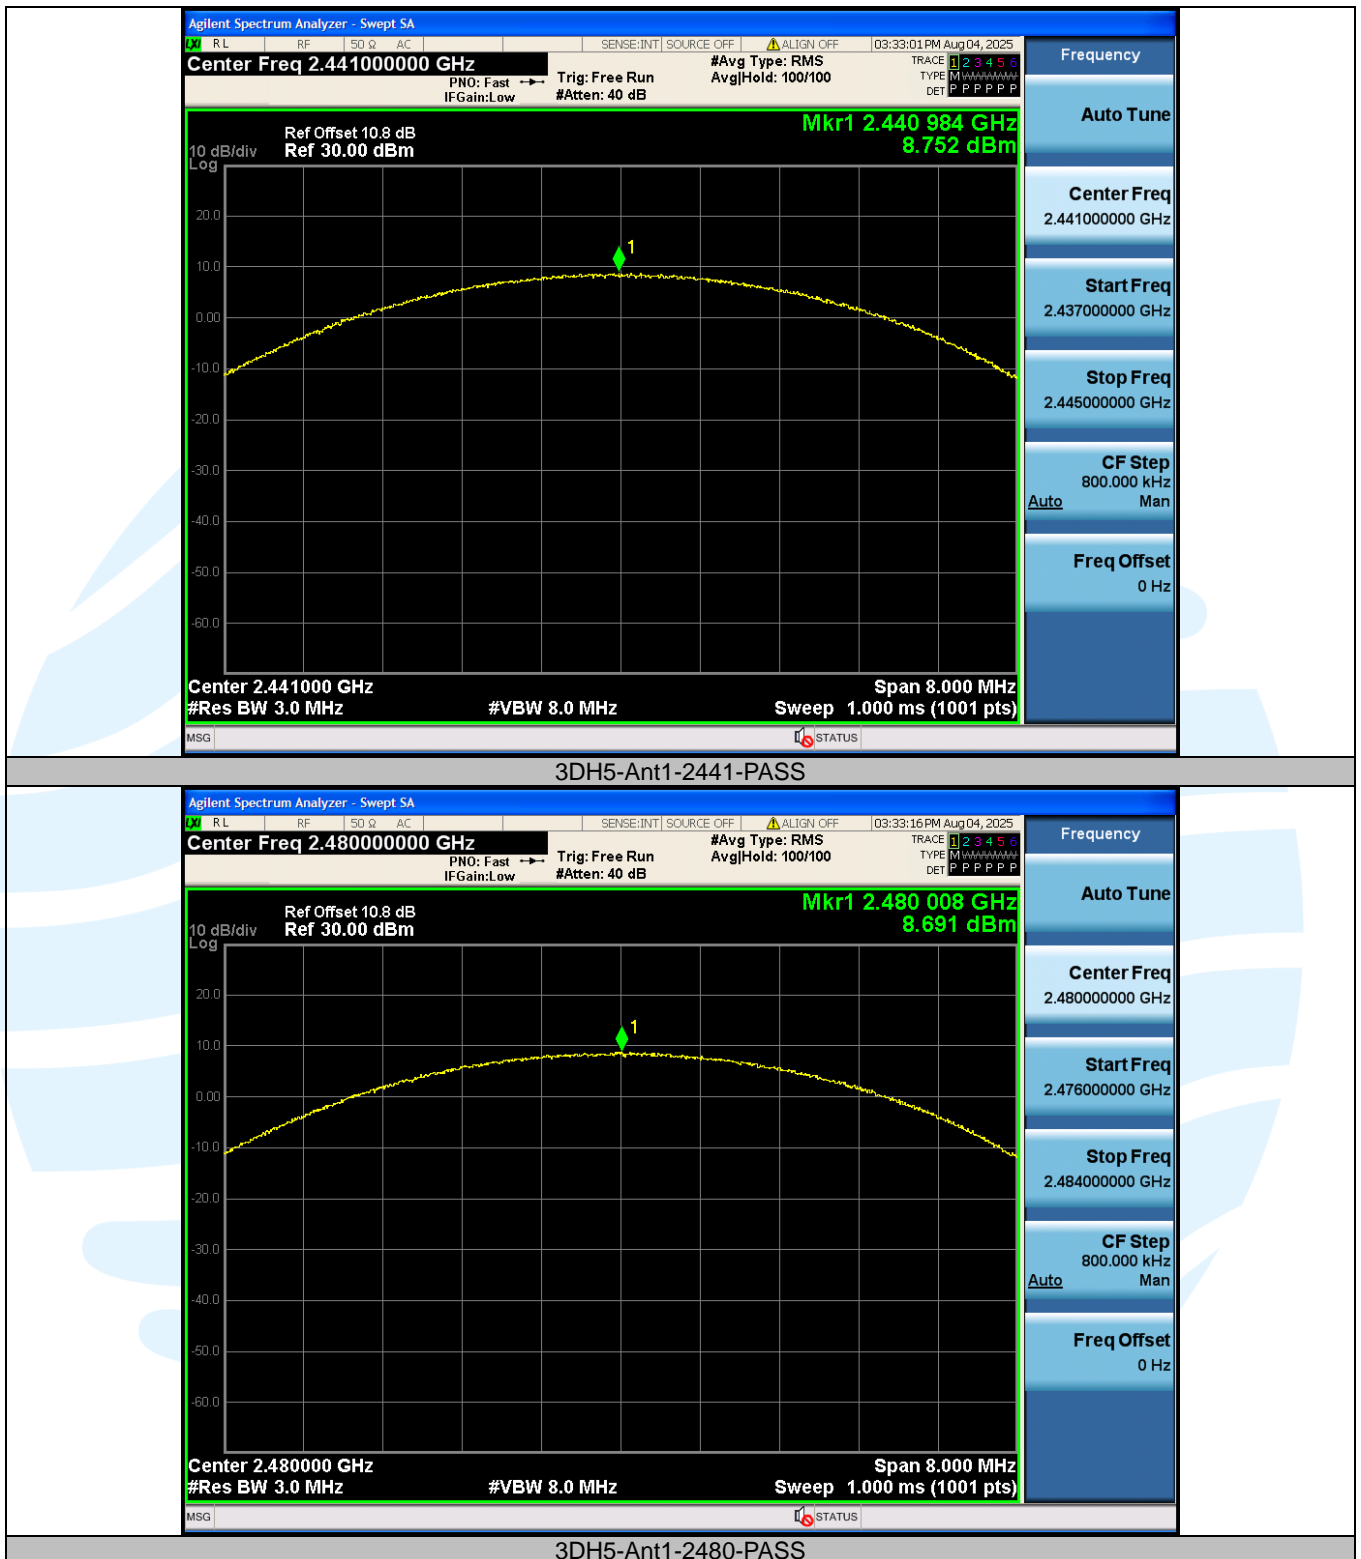 Agilent Spectrum Analyzer - Swept SA
LXI RL RF 50 Ω AC SENSE:INT SOURCE OFF ALIGN OFF 03:33:01 PM Aug 04, 2025
Center Freq 2.441000000 GHz
PNO: Fast
IFGain:Low
Trig: Free Run
#Atten: 40 dB
#Avg Type: RMS
Avg|Hold: 100/100
TRACE 1 2 3 4 5 6
TYPE M W W W W W
DET P P P P P P
Mkr1 2.440 984 GHz
8.752 dBm
Ref Offset 10.8 dB
10 dB/div Ref 30.00 dBm
Log
20.0
10.0
0.00
-10.0
-20.0
-30.0
-40.0
-50.0
-60.0
1
Center 2.441000 GHz Span 8.000 MHz
#Res BW 3.0 MHz #VBW 8.0 MHz Sweep 1.000 ms (1001 pts)
MSG STATUS
Frequency
Auto Tune
Center Freq
2.441000000 GHz
Start Freq
2.437000000 GHz
Stop Freq
2.445000000 GHz
CF Step
800.000 kHz
Auto Man
Freq Offset
0 Hz
3DH5-Ant1-2441-PASS
Agilent Spectrum Analyzer - Swept SA
LXI RL RF 50 Ω AC SENSE:INT SOURCE OFF ALIGN OFF 03:33:16 PM Aug 04, 2025
Center Freq 2.480000000 GHz
PNO: Fast
IFGain:Low
Trig: Free Run
#Atten: 40 dB
#Avg Type: RMS
Avg|Hold: 100/100
TRACE 1 2 3 4 5 6
TYPE M W W W W W
DET P P P P P P
Mkr1 2.480 008 GHz
8.691 dBm
Ref Offset 10.8 dB
10 dB/div Ref 30.00 dBm
Log
20.0
10.0
0.00
-10.0
-20.0
-30.0
-40.0
-50.0
-60.0
1
Center 2.480000 GHz Span 8.000 MHz
#Res BW 3.0 MHz #VBW 8.0 MHz Sweep 1.000 ms (1001 pts)
MSG STATUS
Frequency
Auto Tune
Center Freq
2.480000000 GHz
Start Freq
2.476000000 GHz
Stop Freq
2.484000000 GHz
CF Step
800.000 kHz
Auto Man
Freq Offset
0 Hz
3DH5-Ant1-2480-PASS